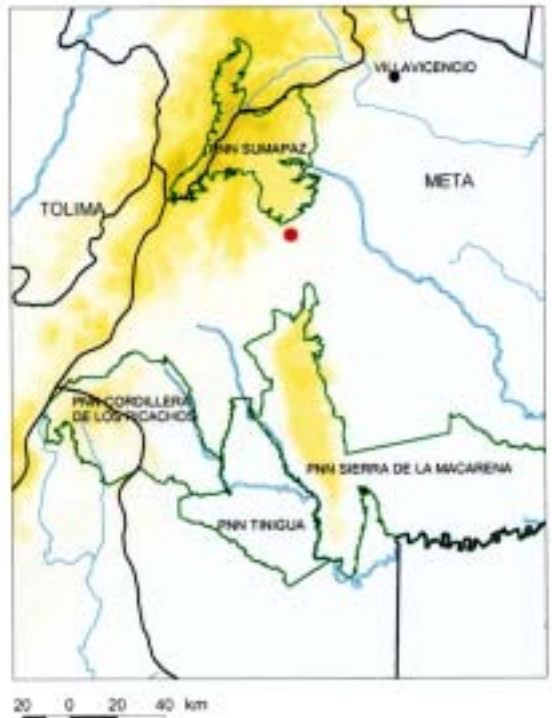 VILLAVICENCIO
PNN SUMAPAZ
META
TOLIMA
PNN CORDILLERA
DE LOS PICACHOS
PNN SIERRA DE LA MACARENA
PNN TINIGUA
20 0 20 40 km